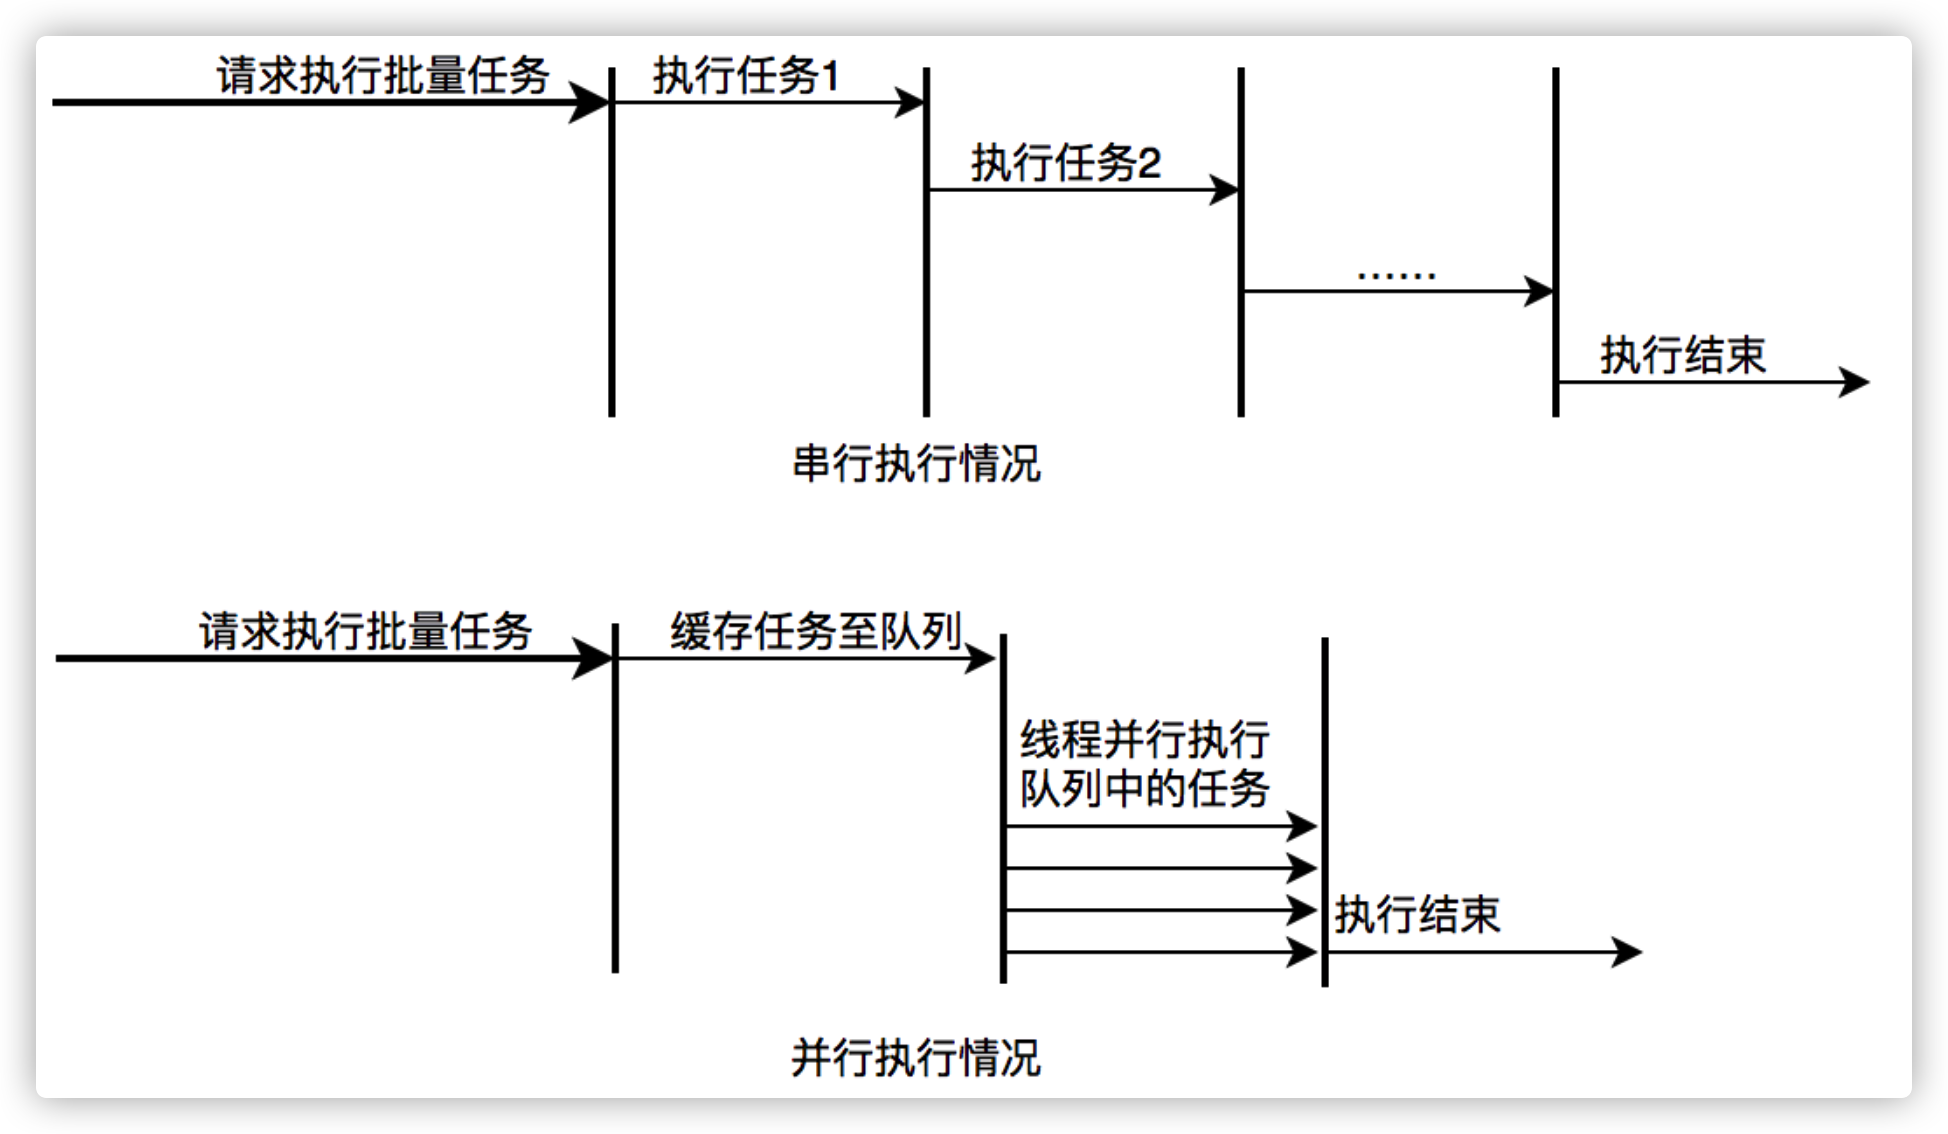 请求执行批量任务
执行任务1
执行任务2
······
执行结束
串行执行情况
请求执行批量任务
缓存任务至队列
线程并行执行
队列中的任务
执行结束
并行执行情况